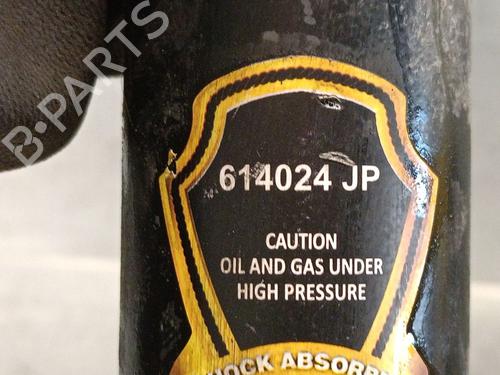 B-PARTS
614024 JP
CAUTION
OIL AND GAS UNDER
HIGH PRESSURE